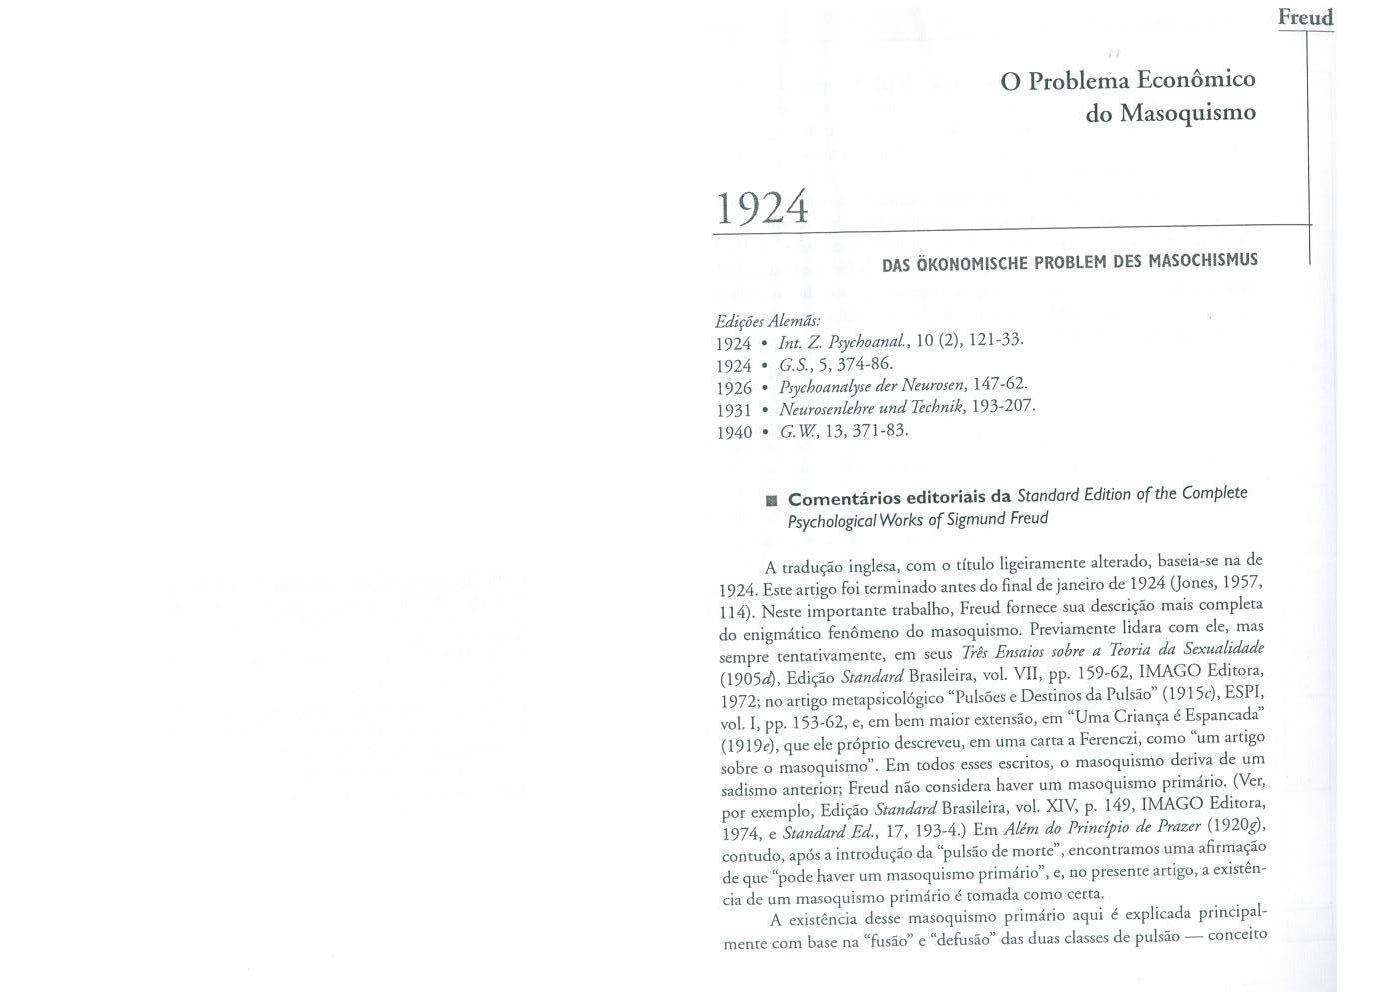 Freud
O Problema Econômico
do Masoquismo
1924
DAS ÖKONOMISCHE PROBLEM DES MASOCHISMUS
Edições Alemãs:
1924 • Int. Z. Psychoanal., 10 (2), 121-33.
1924 • G.S., 5, 374-86.
1926 • Psychoanalyse der Neurosen, 147-62.
1931 • Neurosenlehre und Technik, 193-207.
1940 • G.W., 13, 371-83.
■ Comentários editoriais da Standard Edition of the Complete
Psychological Works of Sigmund Freud
A tradução inglesa, com o título ligeiramente alterado, baseia-se na de
1924. Este artigo foi terminado antes do final de janeiro de 1924 (Jones, 1957,
114). Neste importante trabalho, Freud fornece sua descrição mais completa
do enigmático fenômeno do masoquismo. Previamente lidara com ele, mas
sempre tentativamente, em seus Três Ensaios sobre a Teoria da Sexualidade
(1905d), Edição Standard Brasileira, vol. VII, pp. 159-62, IMAGO Editora,
1972; no artigo metapsicológico “Pulsões e Destinos da Pulsão” (1915c), ESPI,
vol. I, pp. 153-62, e, em bem maior extensão, em “Uma Criança é Espancada”
(1919e), que ele próprio descreveu, em uma carta a Ferenczi, como “um artigo
sobre o masoquismo”. Em todos esses escritos, o masoquismo deriva de um
sadismo anterior; Freud não considera haver um masoquismo primário. (Ver,
por exemplo, Edição Standard Brasileira, vol. XIV, p. 149, IMAGO Editora,
1974, e Standard Ed., 17, 193-4.) Em Além do Princípio de Prazer (1920g),
contudo, após a introdução da “pulsão de morte”, encontramos uma afirmação
de que “pode haver um masoquismo primário”, e, no presente artigo, a existên-
cia de um masoquismo primário é tomada como certa.
A existência desse masoquismo primário aqui é explicada principal-
mente com base na “fusão” e “defusão” das duas classes de pulsão — conceito